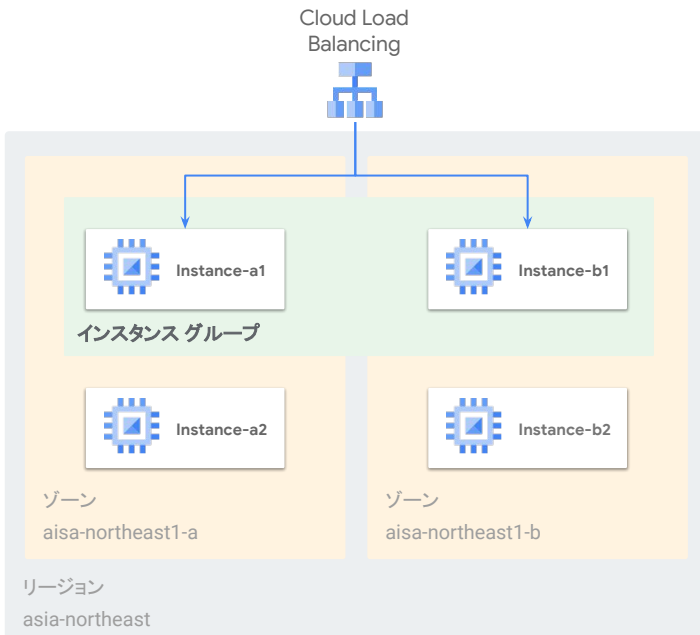 Cloud Load
Balancing
Instance-a1
Instance-b1
インスタンス グループ
Instance-a2
Instance-b2
ゾーン
aisa-northeast1-a
ゾーン
aisa-northeast1-b
リージョン
asia-northeast